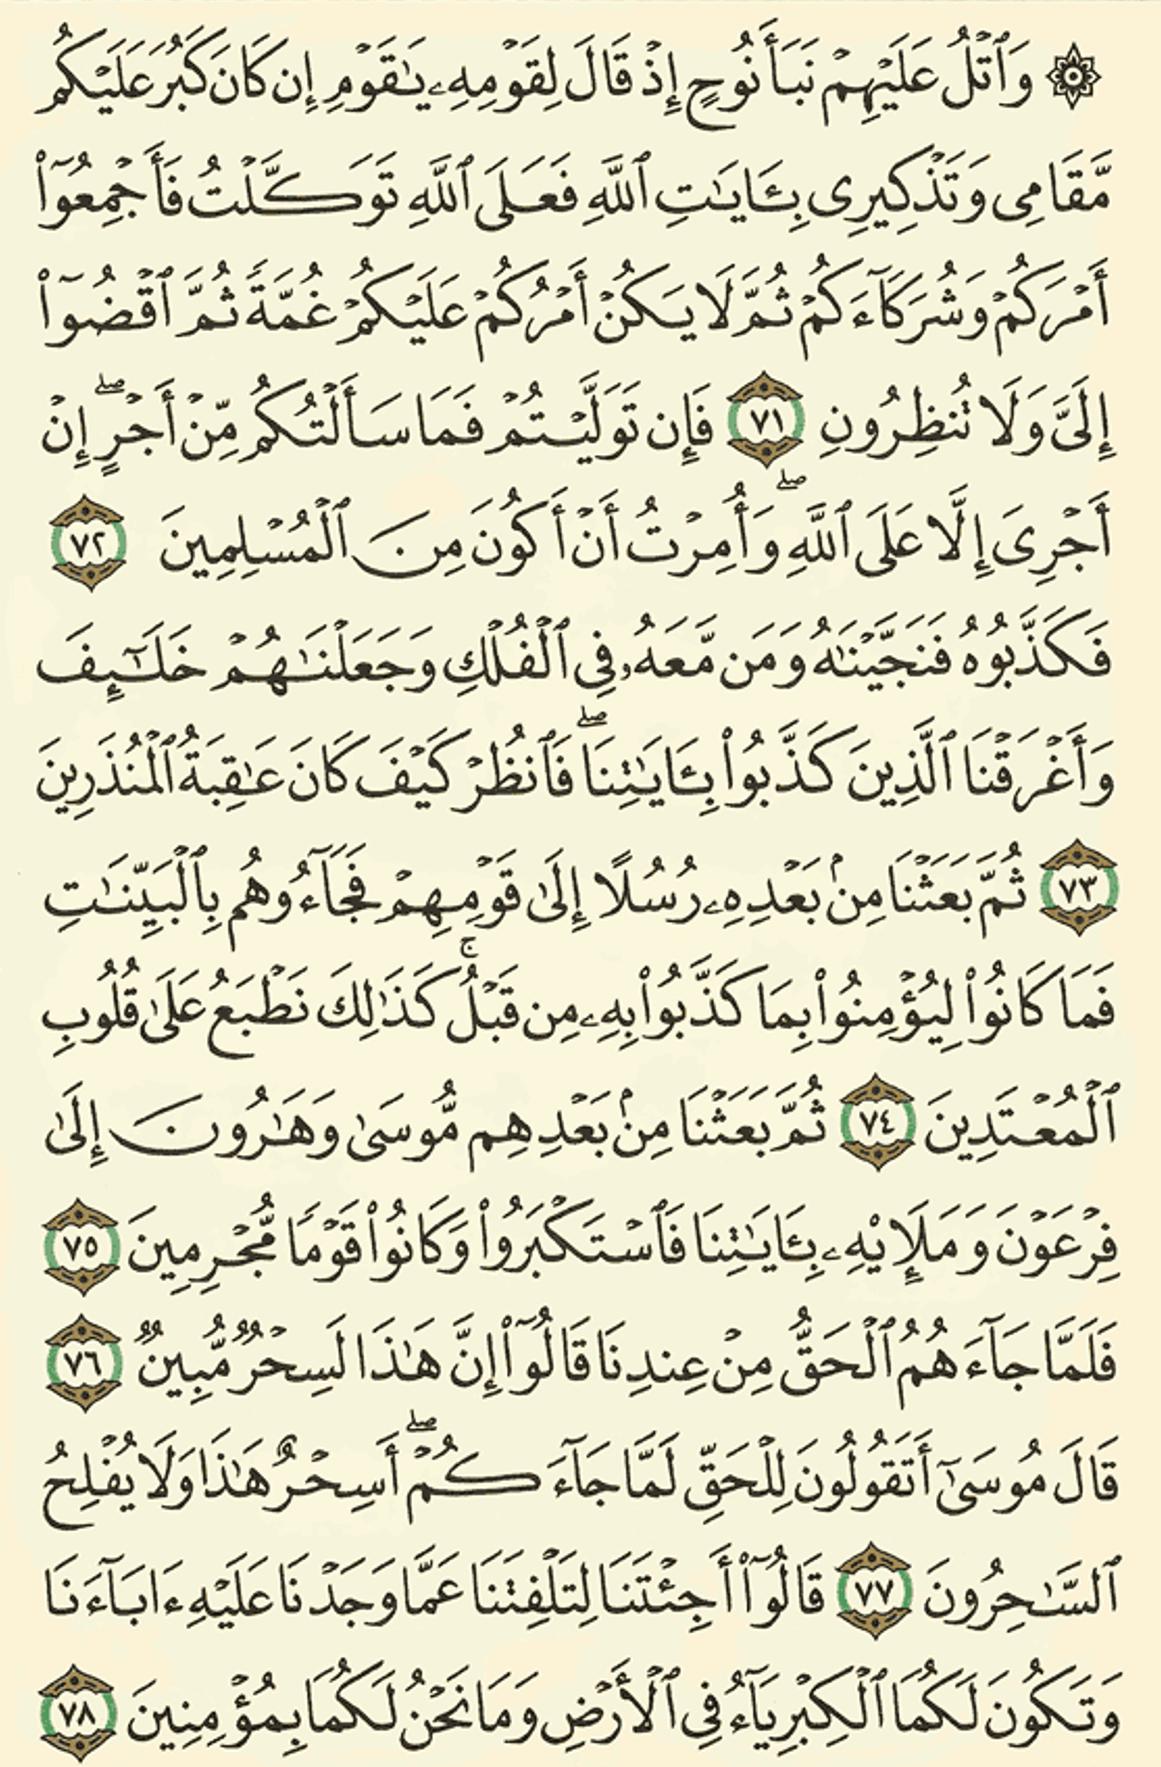 ۞ وَٱتۡلُ عَلَيۡهِمۡ نَبَأَ نُوحٍ إِذۡ قَالَ لِقَوۡمِهِۦ يَٰقَوۡمِ إِن كَانَ كَبُرَ عَلَيۡكُم
مَّقَامِي وَتَذۡكِيرِي بِـَٔايَٰتِ ٱللَّهِ فَعَلَى ٱللَّهِ تَوَكَّلۡتُ فَأَجۡمِعُوٓاْ
أَمۡرَكُمۡ وَشُرَكَآءَكُمۡ ثُمَّ لَا يَكُنۡ أَمۡرُكُمۡ عَلَيۡكُمۡ غُمَّةٗ ثُمَّ ٱقۡضُوٓاْ
إِلَيَّ وَلَا تُنظِرُونِ ٧١ فَإِن تَوَلَّيۡتُمۡ فَمَا سَأَلۡتُكُم مِّنۡ أَجۡرٍۖ إِنۡ
أَجۡرِيَ إِلَّا عَلَى ٱللَّهِۖ وَأُمِرۡتُ أَنۡ أَكُونَ مِنَ ٱلۡمُسۡلِمِينَ ٧٢
فَكَذَّبُوهُ فَنَجَّيۡنَٰهُ وَمَن مَّعَهُۥ فِي ٱلۡفُلۡكِ وَجَعَلۡنَٰهُمۡ خَلَٰٓئِفَ
وَأَغۡرَقۡنَا ٱلَّذِينَ كَذَّبُواْ بِـَٔايَٰتِنَاۖ فَٱنظُرۡ كَيۡفَ كَانَ عَٰقِبَةُ ٱلۡمُنذَرِينَ
٧٣ ثُمَّ بَعَثۡنَا مِنۢ بَعۡدِهِۦ رُسُلًا إِلَىٰ قَوۡمِهِمۡ فَجَآءُوهُم بِٱلۡبَيِّنَٰتِ
فَمَا كَانُواْ لِيُؤۡمِنُواْ بِمَا كَذَّبُواْ بِهِۦ مِن قَبۡلُۚ كَذَٰلِكَ نَطۡبَعُ عَلَىٰ قُلُوبِ
ٱلۡمُعۡتَدِينَ ٧٤ ثُمَّ بَعَثۡنَا مِنۢ بَعۡدِهِم مُّوسَىٰ وَهَٰرُونَ إِلَىٰ
فِرۡعَوۡنَ وَمَلَإِيْهِۦ بِـَٔايَٰتِنَا فَٱسۡتَكۡبَرُواْ وَكَانُواْ قَوۡمٗا مُّجۡرِمِينَ ٧٥
فَلَمَّا جَآءَهُمُ ٱلۡحَقُّ مِنۡ عِندِنَا قَالُوٓاْ إِنَّ هَٰذَا لَسِحۡرٞ مُّبِينٞ ٧٦
قَالَ مُوسَىٰٓ أَتَقُولُونَ لِلۡحَقِّ لَمَّا جَآءَكُمۡۖ أَسِحۡرٌ هَٰذَا وَلَا يُفۡلِحُ
ٱلسَّٰحِرُونَ ٧٧ قَالُوٓاْ أَجِئۡتَنَا لِتَلۡفِتَنَا عَمَّا وَجَدۡنَا عَلَيۡهِ ءَابَآءَنَا
وَتَكُونَ لَكُمَا ٱلۡكِبۡرِيَآءُ فِي ٱلۡأَرۡضِ وَمَا نَحۡنُ لَكُمَا بِمُؤۡمِنِينَ ٧٨